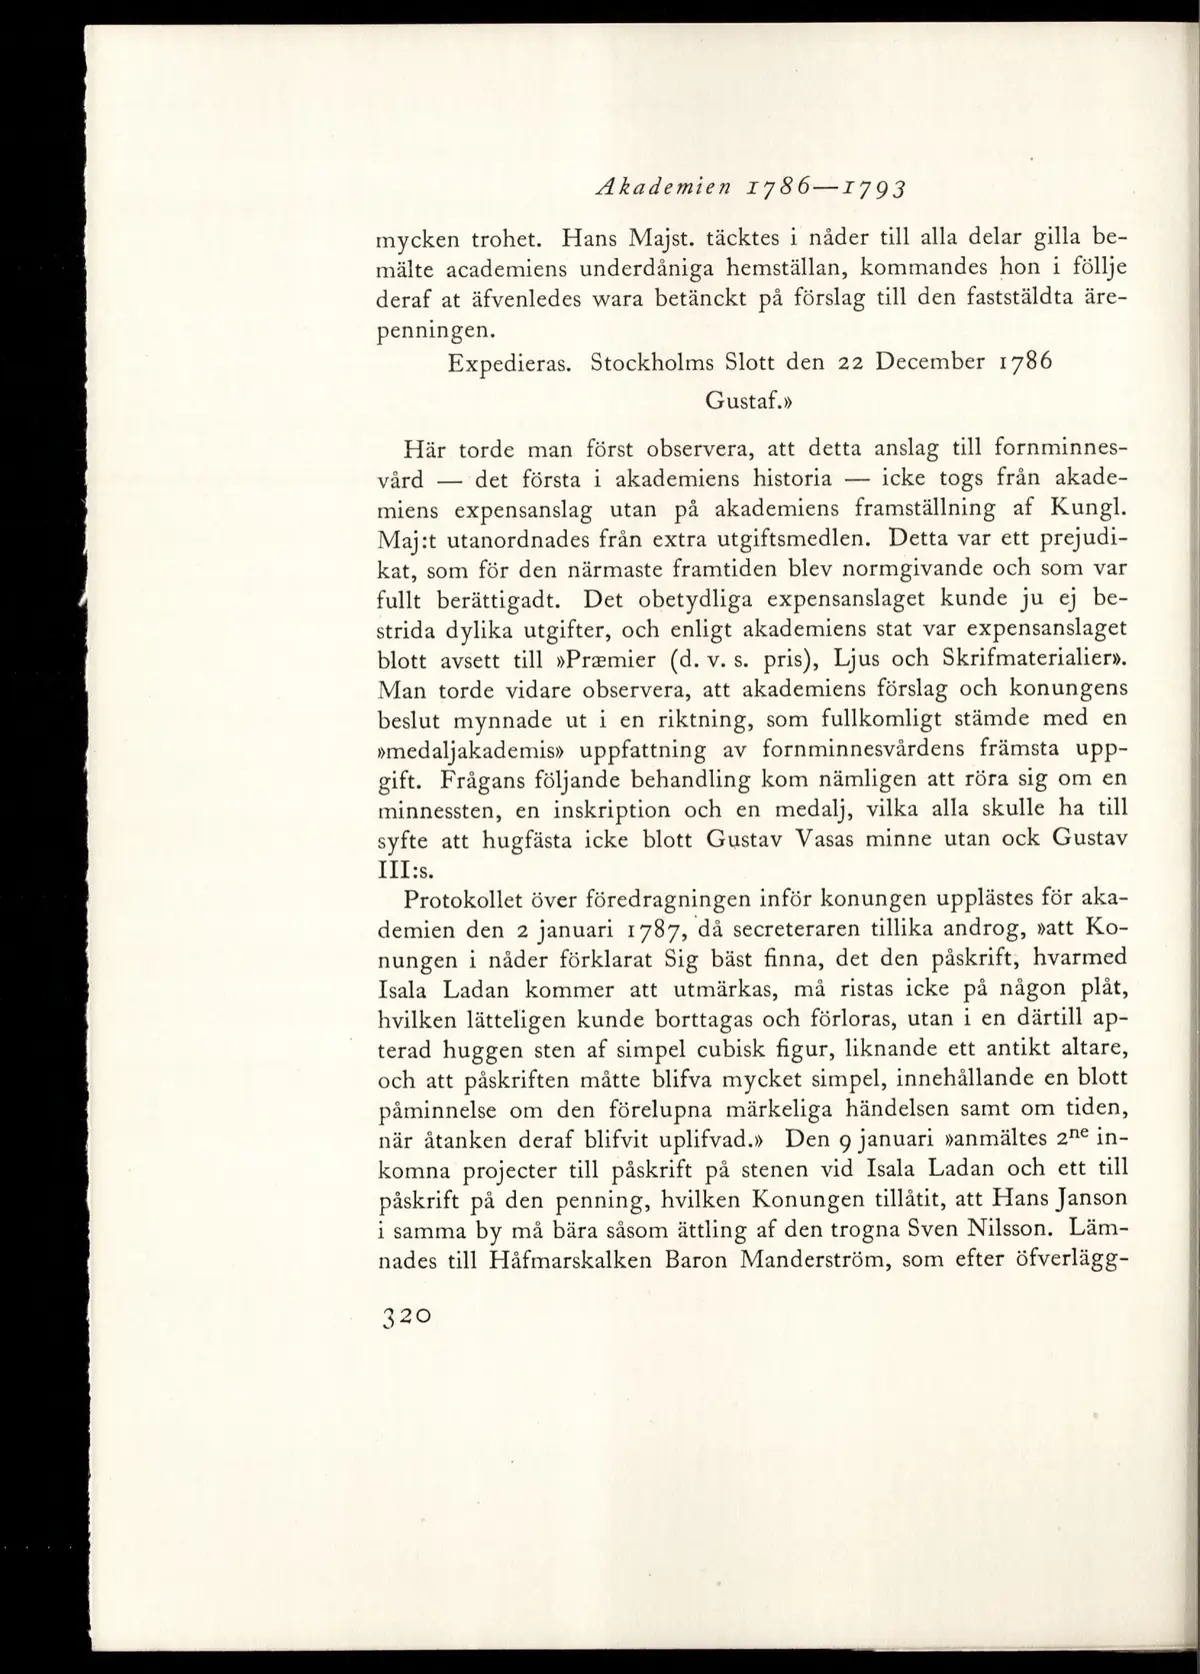 Akademien 1786—1793
mycken trohet. Hans Majst. täcktes i nåder till alla delar gilla be-
mälte academiens underdåniga hemställan, kommandes hon i föllje
deraf at äfvenledes wara betänckt på förslag till den faststäldta äre-
penningen.
Expedieras. Stockholms Slott den 22 December 1786
Gustaf.»
Här torde man först observera, att detta anslag till fornminnes-
vård — det första i akademiens historia — icke togs från akade-
miens expensanslag utan på akademiens framställning af Kungl.
Maj:t utanordnades från extra utgiftsmedlen. Detta var ett prejudi-
kat, som för den närmaste framtiden blev normgivande och som var
fullt berättigadt. Det obetydliga expensanslaget kunde ju ej be-
strida dylika utgifter, och enligt akademiens stat var expensanslaget
blott avsett till »Præmier (d. v. s. pris), Ljus och Skrifmaterialier».
Man torde vidare observera, att akademiens förslag och konungens
beslut mynnade ut i en riktning, som fullkomligt stämde med en
»medaljakademis» uppfattning av fornminnesvårdens främsta upp-
gift. Frågans följande behandling kom nämligen att röra sig om en
minnessten, en inskription och en medalj, vilka alla skulle ha till
syfte att hugfästa icke blott Gustav Vasas minne utan ock Gustav
III:s.
Protokollet över föredragningen inför konungen upplästes för aka-
demien den 2 januari 1787, då secreteraren tillika androg, »att Ko-
nungen i nåder förklarat Sig bäst finna, det den påskrift, hvarmed
Isala Ladan kommer att utmärkas, må ristas icke på någon plåt,
hvilken lätteligen kunde borttagas och förloras, utan i en därtill ap-
terad huggen sten af simpel cubisk figur, liknande ett antikt altare,
och att påskriften måtte blifva mycket simpel, innehållande en blott
påminnelse om den förelupna märkeliga händelsen samt om tiden,
när åtanken deraf blifvit uplifvad.» Den 9 januari »anmältes 2ne in-
komna projecter till påskrift på stenen vid Isala Ladan och ett till
påskrift på den penning, hvilken Konungen tillåtit, att Hans Janson
i samma by må bära såsom ättling af den trogna Sven Nilsson. Läm-
nades till Håfmarskalken Baron Manderström, som efter öfverlägg-
320